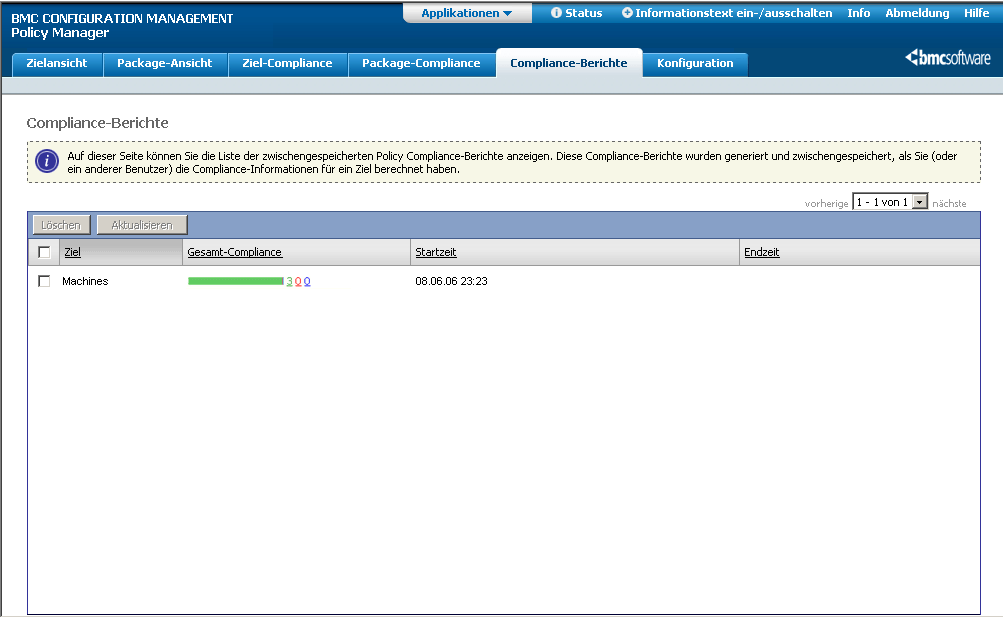 BMC CONFIGURATION MANAGEMENT
Policy Manager
Applikationen
Status
Informationstext ein-/ausschalten
Info
Abmeldung
Hilfe
Zielansicht
Package-Ansicht
Ziel-Compliance
Package-Compliance
Compliance-Berichte
Konfiguration
bmcsoftware
Compliance-Berichte
Auf dieser Seite können Sie die Liste der zwischengespeicherten Policy Compliance-Berichte anzeigen. Diese Compliance-Berichte wurden generiert und zwischengespeichert, als Sie (oder
ein anderer Benutzer) die Compliance-Informationen für ein Ziel berechnet haben.
vorherige 1 - 1 von 1 nächste
Löschen Aktualisieren
Ziel Gesamt-Compliance Startzeit Endzeit
Machines 3 0 0 08.06.06 23:23